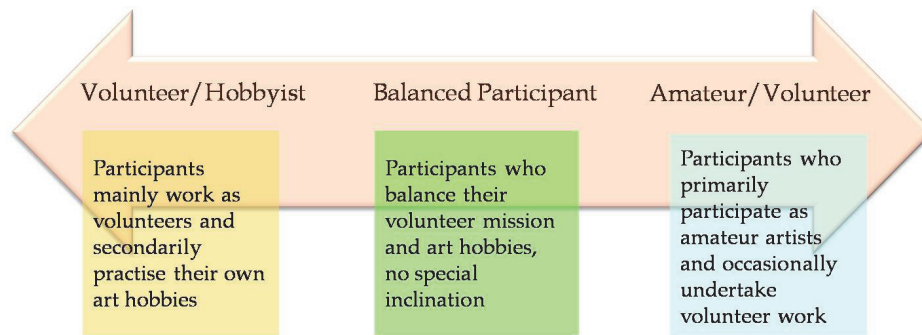 Volunteer/Hobbyist
Participants
mainly work as
volunteers and
secondarily
practise their own
art hobbies
Balanced Participant
Participants who
balance their
volunteer mission
and art hobbies,
no special
inclination
Amateur/Volunteer
Participants who
primarily
participate as
amateur artists
and occasionally
undertake
volunteer work